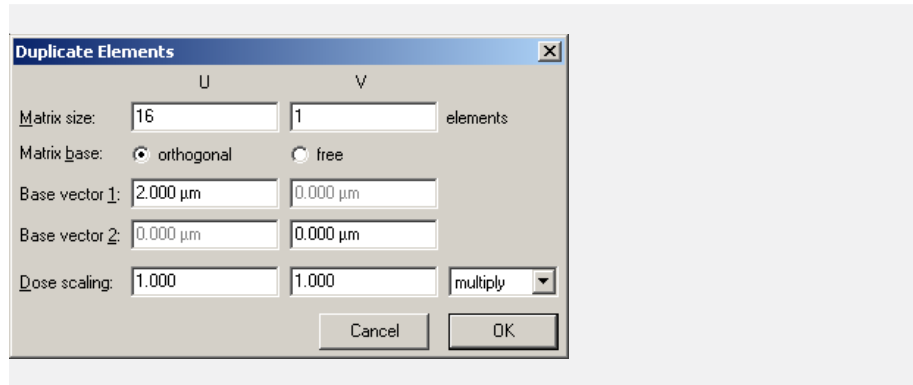 Duplicate Elements
U V
Matrix size: 16 1 elements
Matrix base: orthogonal free
Base vector 1: 2.000 µm 0.000 µm
Base vector 2: 0.000 µm 0.000 µm
Dose scaling: 1.000 1.000 multiply
Cancel OK